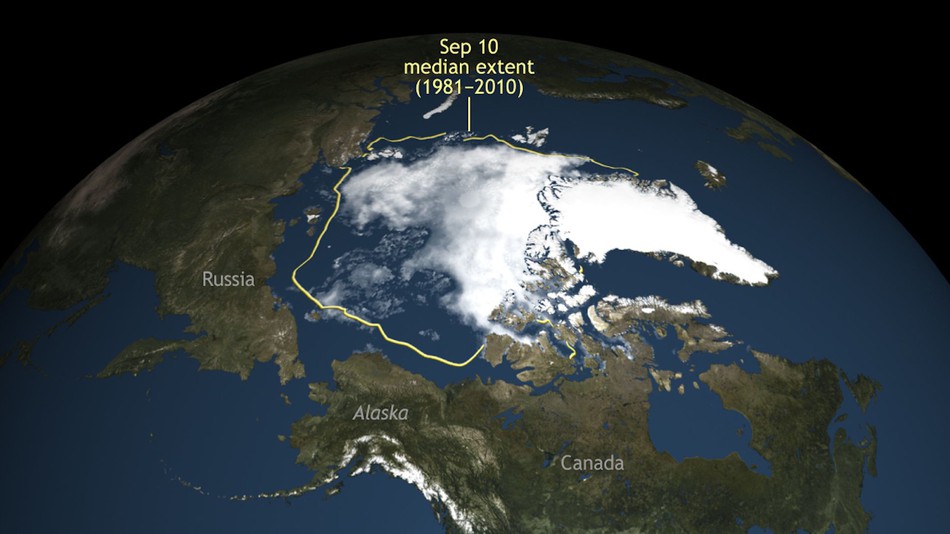 Sep 10
median extent
(1981–2010)
Russia
Alaska
Canada